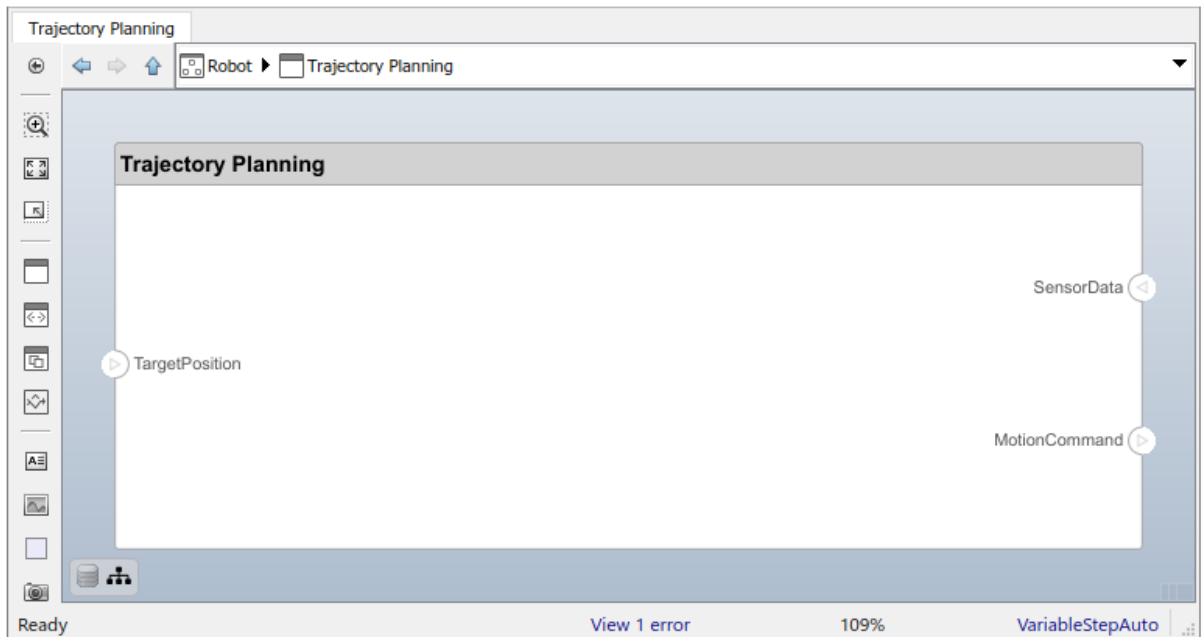 Trajectory Planning
Robot Trajectory Planning
Trajectory Planning
SensorData
TargetPosition
MotionCommand
Ready View 1 error 109% VariableStepAuto